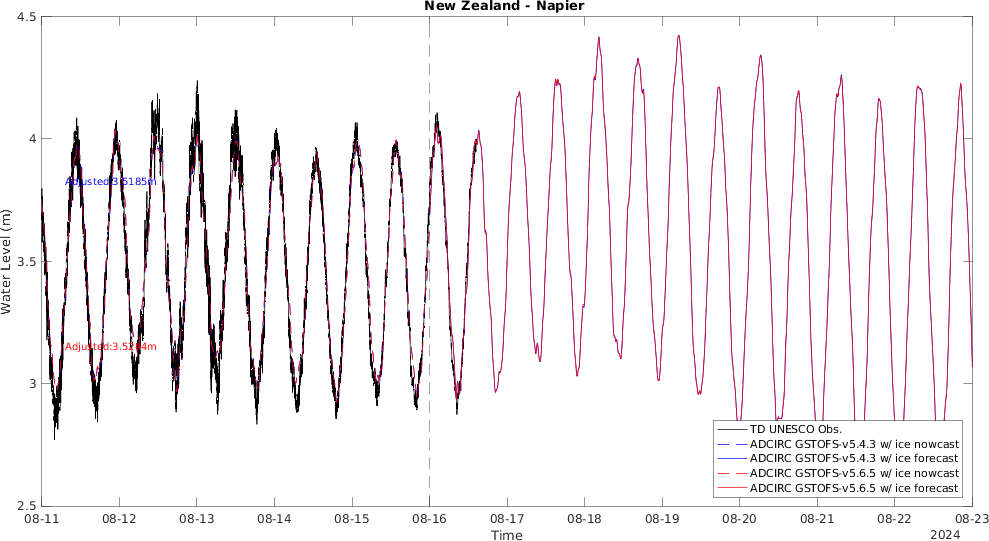 New Zealand - Napier
4.5
4
3.5
3
2.5
Water Level (m)
Adjusted:3.5185m
08-11
08-12
08-13
08-14
08-15
08-16
08-17
08-18
08-19
08-20
08-21
08-22
08-23
Time
2024
TD UNESCO Obs.
ADCIRC GSTOFS-v5.4.3 w/ ice nowcast
ADCIRC GSTOFS-v5.4.3 w/ ice forecast
ADCIRC GSTOFS-v5.6.5 w/ ice nowcast
ADCIRC GSTOFS-v5.6.5 w/ ice forecast